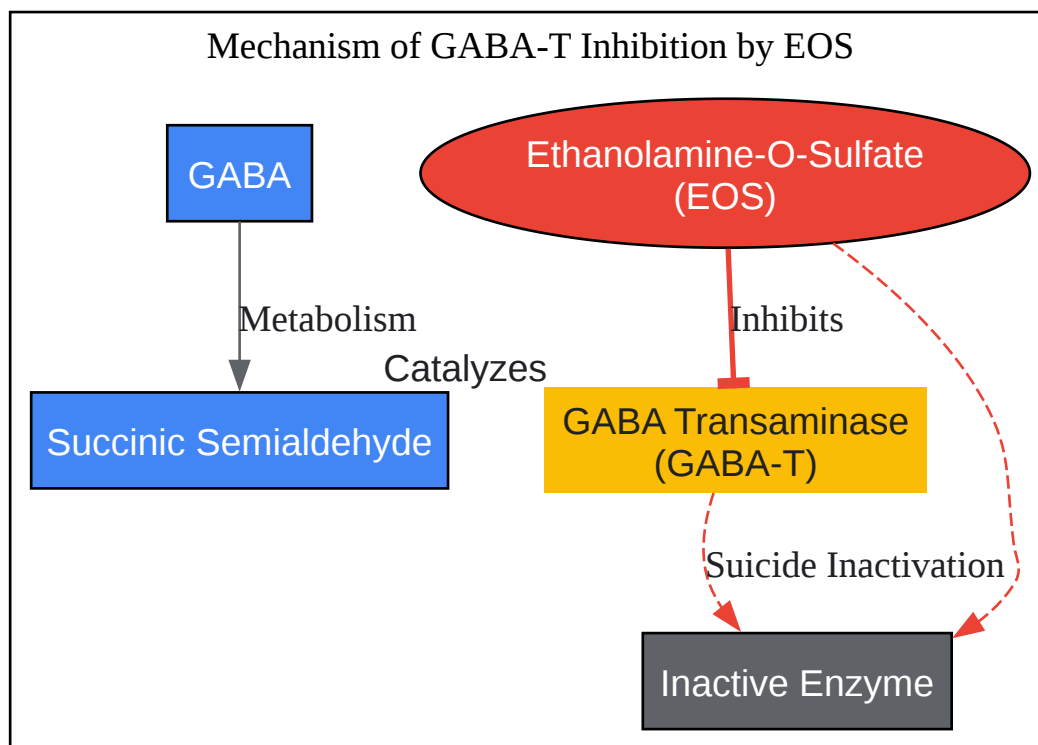 Mechanism of GABA-T Inhibition by EOS
GABA
Ethanolamine-O-Sulfate
(EOS)
Metabolism
Inhibits
Catalyzes
Succinic Semialdehyde
GABA Transaminase
(GABA-T)
Suicide Inactivation
Inactive Enzyme